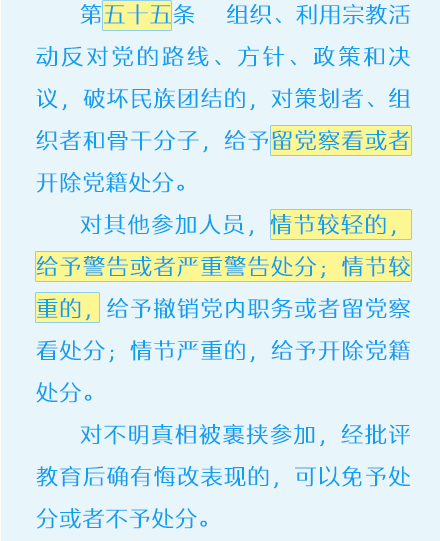 第五十五条 组织、利用宗教活
动反对党的路线、方针、政策和决
议，破坏民族团结的，对策划者、组
织者和骨干分子，给予留党察看或者
开除党籍处分。
对其他参加人员，情节较轻的，
给予警告或者严重警告处分；情节较
重的，给予撤销党内职务或者留党察
看处分；情节严重的，给予开除党籍
处分。
对不明真相被裹挟参加，经批评
教育后确有悔改表现的，可以免予处
分或者不予处分。